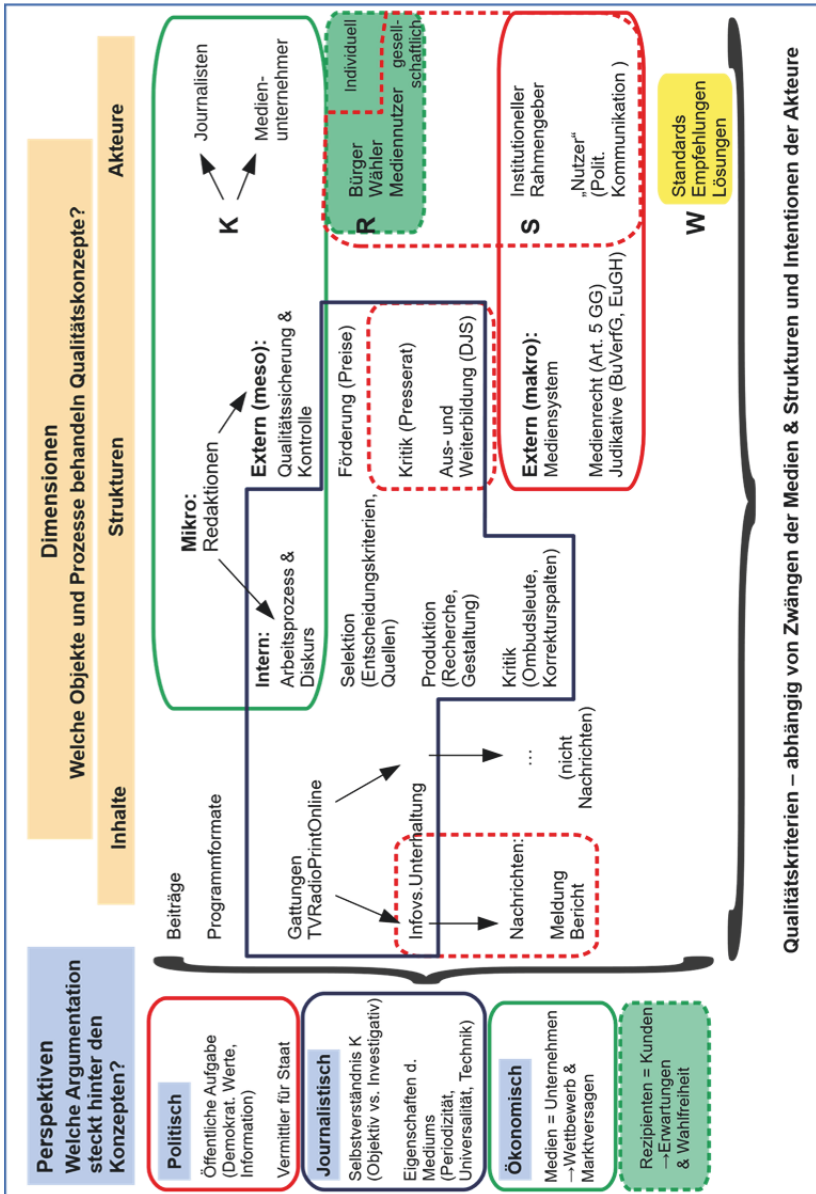 Perspektiven
Welche Argumentation
steckt hinter den
Konzepten?
Politisch
Öffentliche Aufgabe
(Demokrat. Werte,
Information)
Vermittler für Staat
Journalistisch
Selbstverständnis K
(Objektiv vs. Investigativ)
Eigenschaften d.
Mediums
(Periodizität,
Universalität, Technik)
Ökonomisch
Medien = Unternehmen
→Wettbewerb &
Marktversagen
Rezipienten = Kunden
→Erwartungen
& Wahlfreiheit
Dimensionen
Welche Objekte und Prozesse behandeln Qualitätskonzepte?
Inhalte
Strukturen
Akteure
Beiträge
Programmformate
Gattungen
TVRadioPrintOnline
Infovs.Unterhaltung
Nachrichten:
Meldung
Bericht
...
(nicht
Nachrichten)
Mikro:
Redaktionen
Intern:
Arbeitsprozess &
Diskurs
Selektion
(Entscheidungskriterien,
Quellen)
Produktion
(Recherche,
Gestaltung)
Kritik
(Ombudsleute,
Korrekturspalten)
Extern (meso):
Qualitätssicherung &
Kontrolle
Förderung (Preise)
Kritik (Presserat)
Aus- und
Weiterbildung (DJS)
Extern (makro):
Mediensystem
Medienrecht (Art. 5 GG)
Judikative (BuVerfG, EuGH)
K
Journalisten
Medien-
unternehmer
R
Bürger
Wähler
Mediennutzer
Individuell
gesell-
schaftlich
S
Institutioneller
Rahmengeber
„Nutzer“
(Polit.
Kommunikation )
W
Standards
Empfehlungen
Lösungen
Qualitätskriterien – abhängig von Zwängen der Medien & Strukturen und Intentionen der Akteure